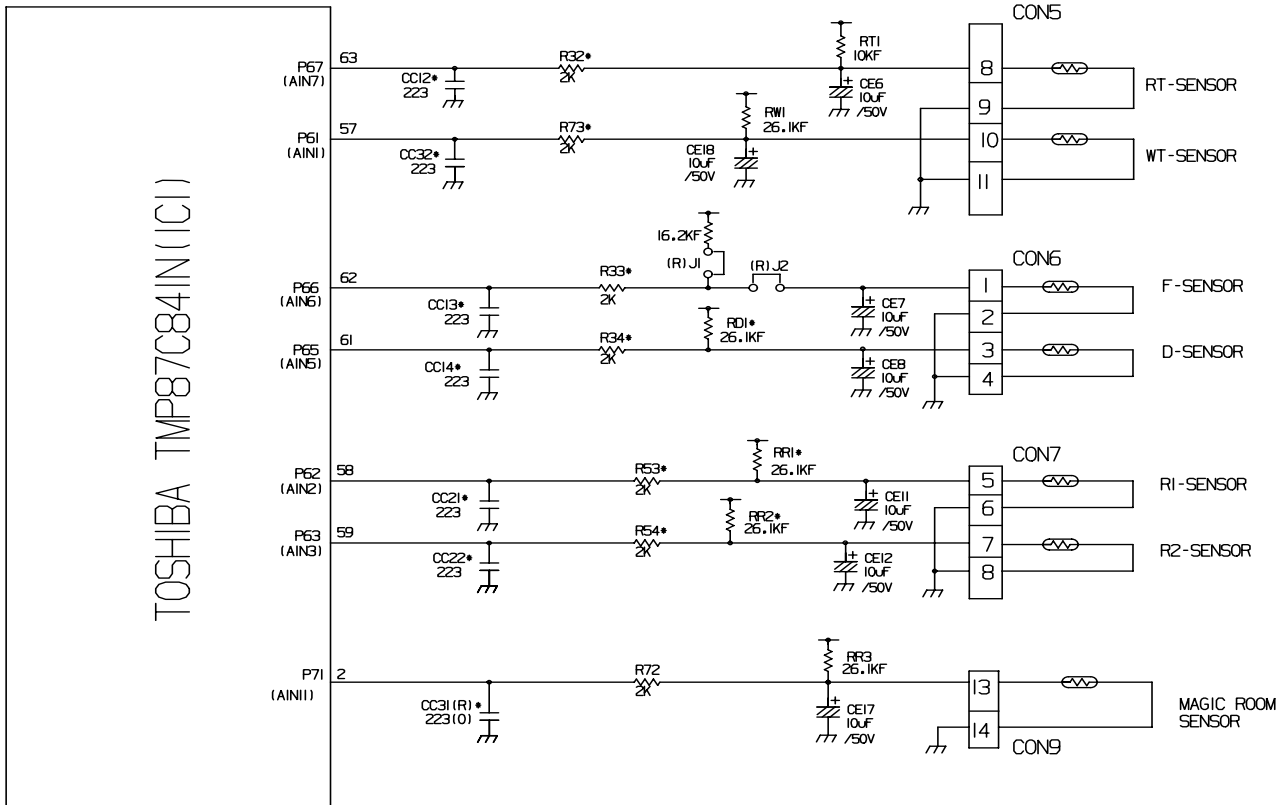 TOSHIBA TMP87C841N(IC1)
CON5
P67
(AIN7)
63
CC12*
223
R32*
2K
RT1
10KF
CE6
10uF
/50V
8
9
RT-SENSOR
P61
(AIN1)
57
CC32*
223
R73*
2K
RW1
26.1KF
CE18
10uF
/50V
10
11
WT-SENSOR
CON6
P66
(AIN6)
62
CC13*
223
R33*
2K
16.2KF
(R)J1
(R)J2
CE7
10uF
/50V
1
2
F-SENSOR
P65
(AIN5)
61
CC14*
223
R34*
2K
RD1*
26.1KF
CE8
10uF
/50V
3
4
D-SENSOR
CON7
P62
(AIN2)
58
CC21*
223
R53*
2K
RR1*
26.1KF
CE11
10uF
/50V
5
6
R1-SENSOR
P63
(AIN3)
59
CC22*
223
R54*
2K
RR2*
26.1KF
CE12
10uF
/50V
7
8
R2-SENSOR
P71
(AIN11)
2
CC31(R)*
223(0)
R72
2K
RR3
26.1KF
CE17
10uF
/50V
13
14
CON9
MAGIC ROOM
SENSOR